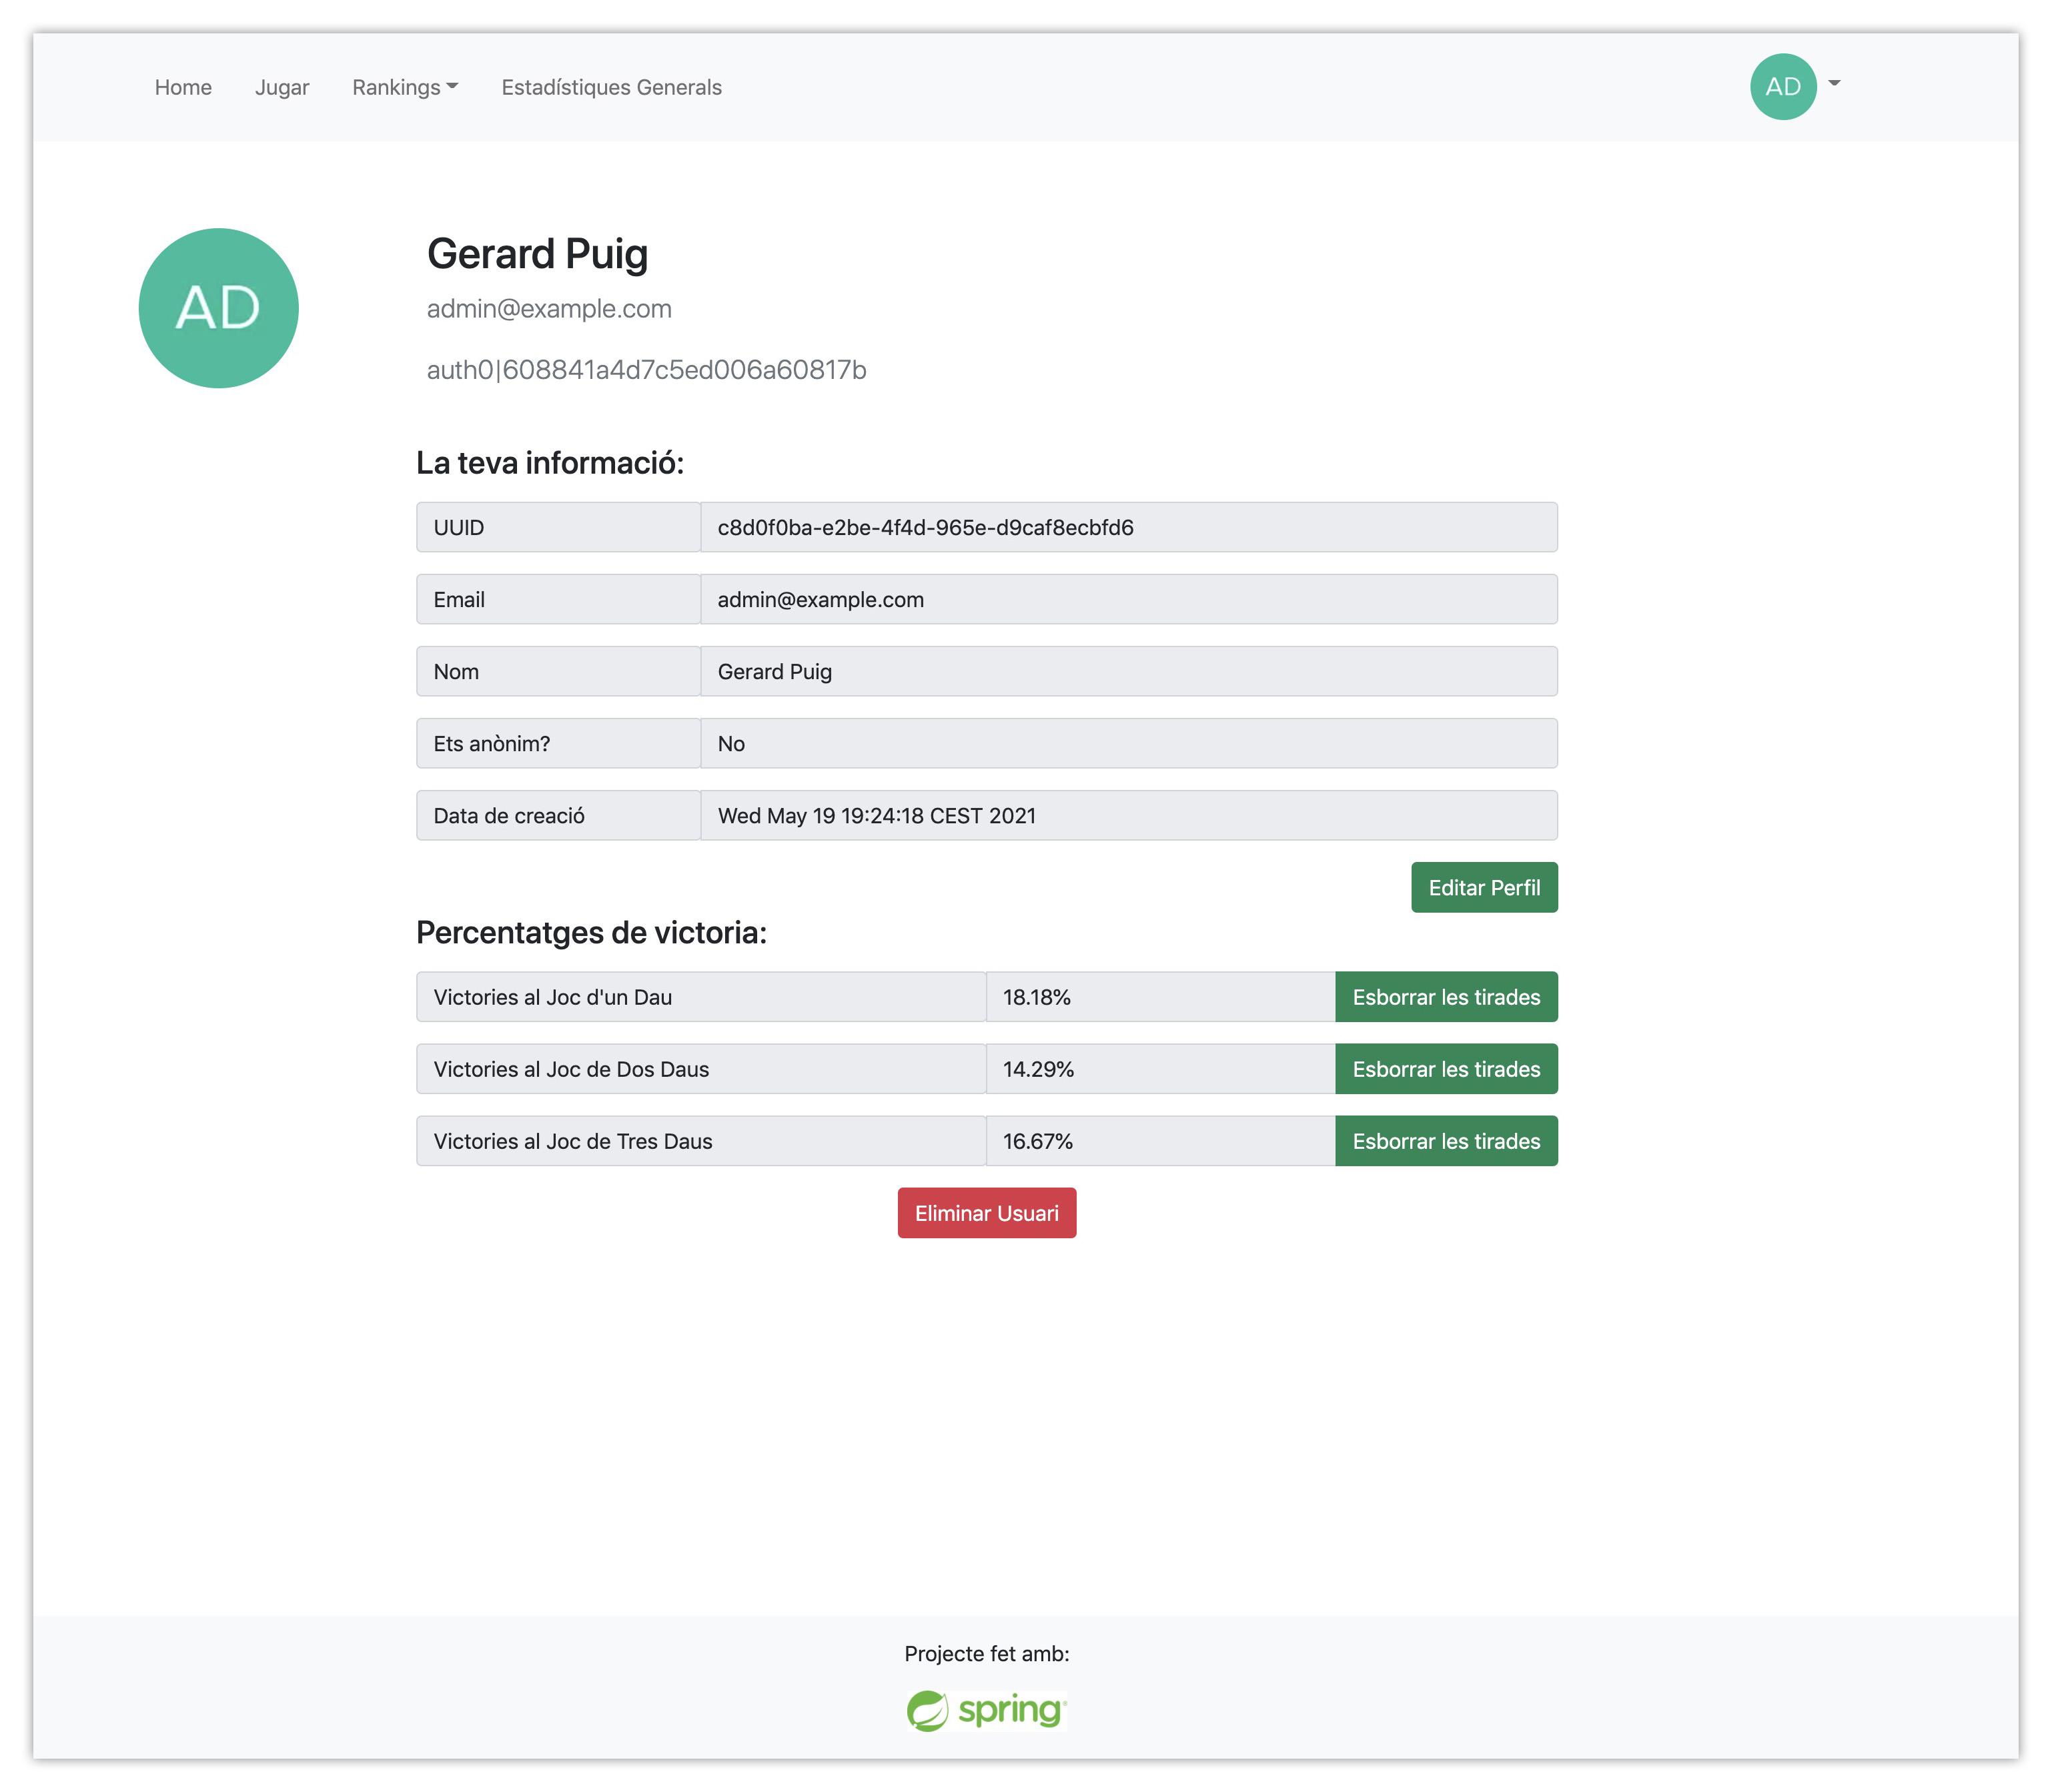 Home Jugar Rankings Estadístiques Generals AD
AD
Gerard Puig
admin@example.com
auth0|608841a4d7c5ed006a60817b
La teva informació:
UUID c8d0f0ba-e2be-4f4d-965e-d9caf8ecbfd6
Email admin@example.com
Nom Gerard Puig
Ets anònim? No
Data de creació Wed May 19 19:24:18 CEST 2021
Editar Perfil
Percentatges de victoria:
Victories al Joc d'un Dau 18.18% Esborrar les tirades
Victories al Joc de Dos Daus 14.29% Esborrar les tirades
Victories al Joc de Tres Daus 16.67% Esborrar les tirades
Eliminar Usuari
Projecte fet amb:
spring